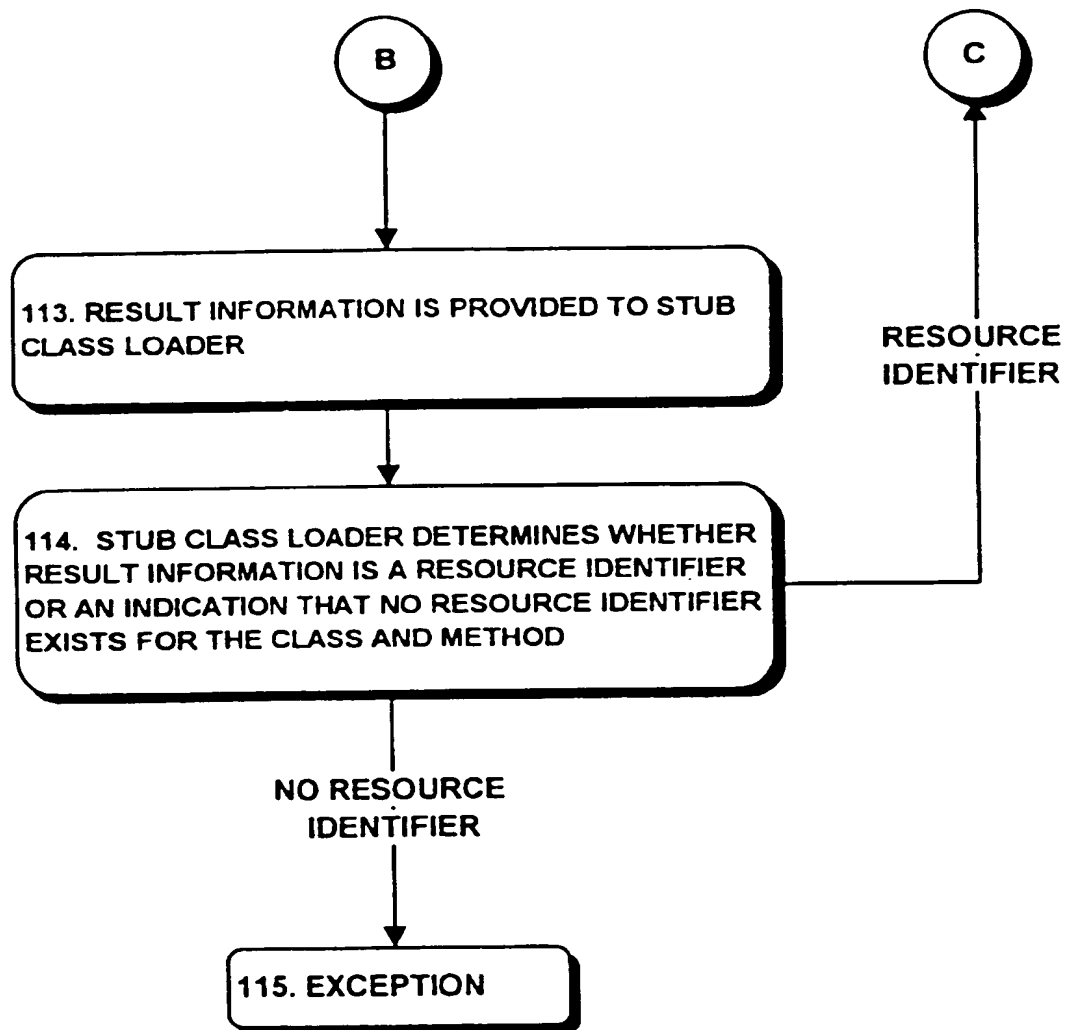 B
C
113. RESULT INFORMATION IS PROVIDED TO STUB
CLASS LOADER
RESOURCE
IDENTIFIER
114. STUB CLASS LOADER DETERMINES WHETHER
RESULT INFORMATION IS A RESOURCE IDENTIFIER
OR AN INDICATION THAT NO RESOURCE IDENTIFIER
EXISTS FOR THE CLASS AND METHOD
NO RESOURCE
IDENTIFIER
115. EXCEPTION